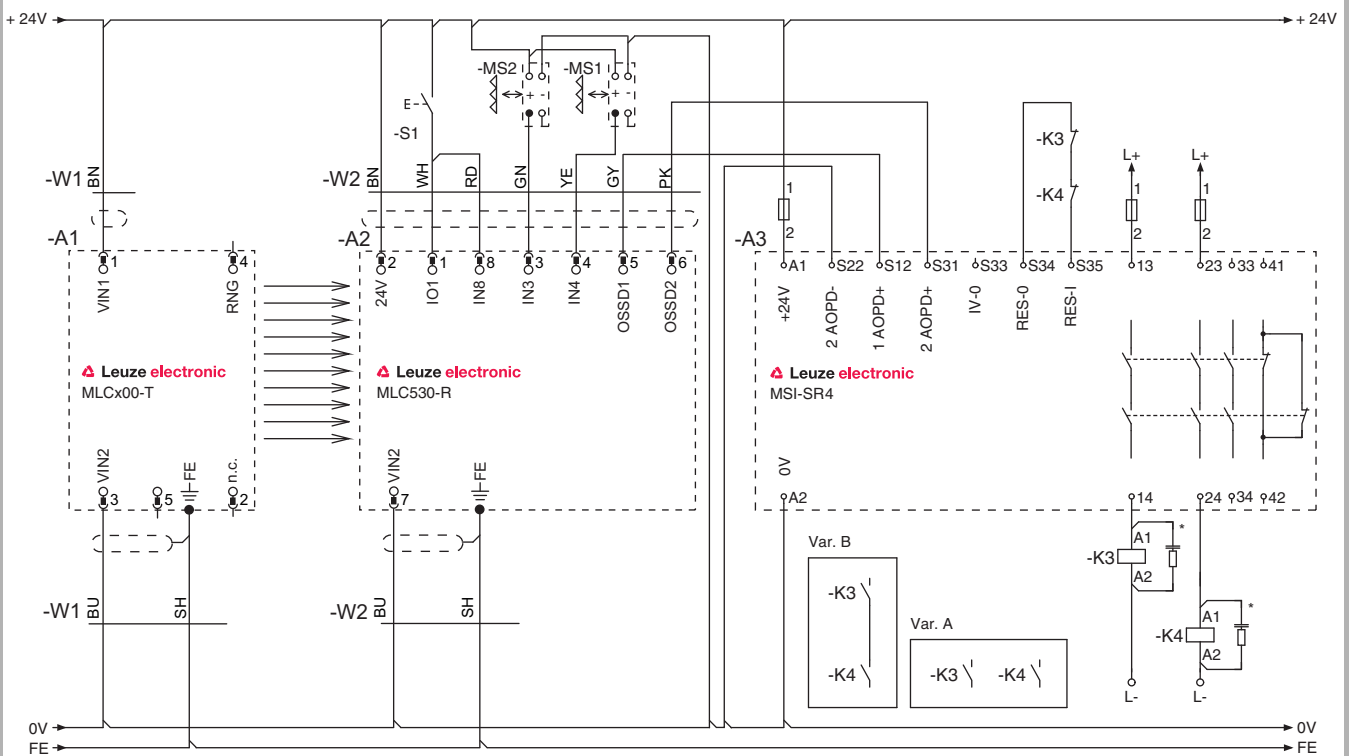 + 24V
+ 24V
-MS2
-MS1
+ -
+ -
E
-S1
-K3
-K4
L+
L+
1
1
1
2
2
2
-W1
BN
-W2
BN
WH
RD
GN
YE
GY
PK
-A1
-A2
-A3
1
4
2
1
8
3
4
5
6
A1
S22
S12
S31
S33
S34
S35
13
23
33
41
VIN1
RNG
24V
IO1
IN8
IN3
IN4
OSSD1
OSSD2
+24V
2 AOPD-
1 AOPD+
2 AOPD+
IV-0
RES-0
RES-I
Leuze electronic
MLCx00-T
Leuze electronic
MLC530-R
Leuze electronic
MSI-SR4
VIN2
FE
n.c.
VIN2
FE
0V
3
5
2
7
A2
14
24
34
42
-W1
BU
SH
-W2
BU
SH
Var. B
-K3
-K4
Var. A
-K3
-K4
-K3
A1
A2
*
-K4
A1
A2
*
L-
L-
0V
0V
FE
FE